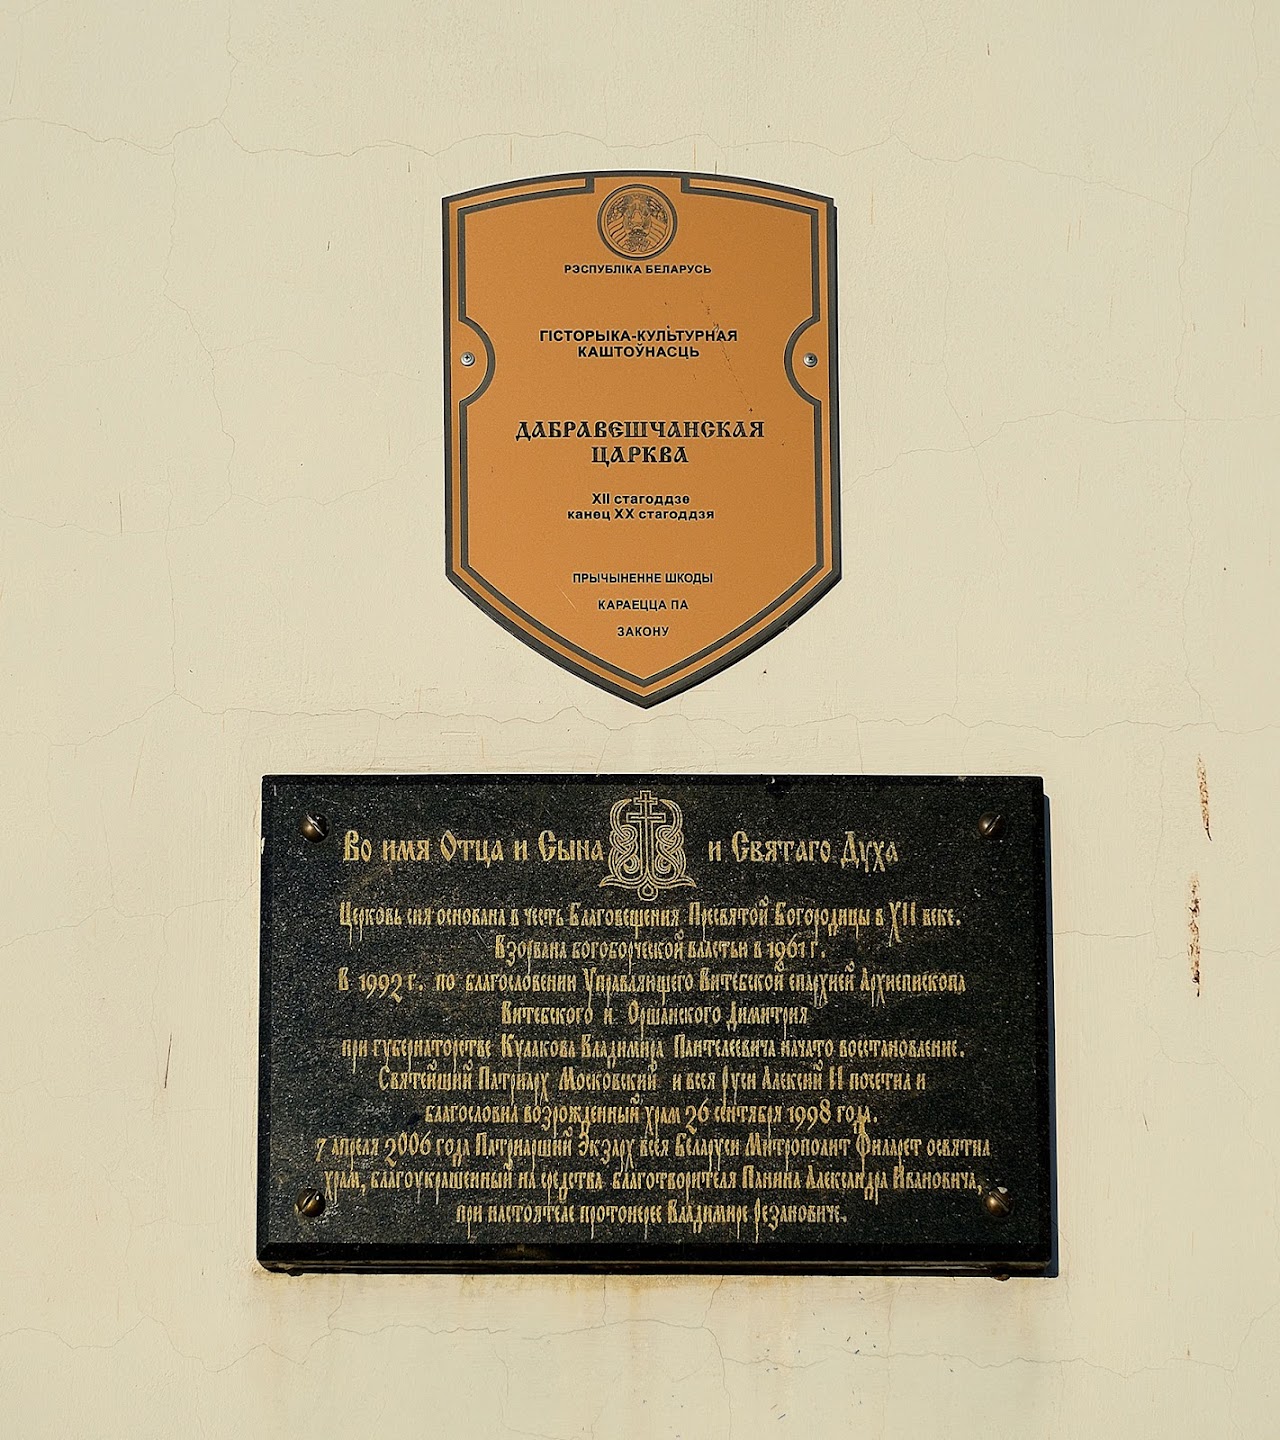 РЭСПУБЛІКА БЕЛАРУСЬ
ГІСТОРЫКА-КУЛЬТУРНАЯ
КАШТОЎНАСЦЬ
ДАБРАВЕШЧАНСКАЯ
ЦАРКВА
XII стагоддзе
канец XX стагоддзя
ПРЫЧЫНЕННЕ ШКОДЫ
КАРАЕЦЦА ПА
ЗАКОНУ
Во имя Отца и Сына и Святаго Духа
Церковь сия основана в честь Благовещения Пресвятой Богородицы в XII веке.
Взорвана богоборческой властьи в 1961 г.
В 1992 г. по благословении Управляющего Витебской епархией Архиепископа
Витебского и Оршанского Димитрия
при губернаторстве Кулакова Владимира Пантелеевича начато восстановление.
Святейший Патриарх Московский и всея Руси Алексий II посетил и
благословил возрожденный храм 26 сентября 1998 года.
7 апреля 2006 года Патриарший Экзарх всея Беларуси Митрополит Филарет освятил
храм, благоукрашенный на средства благотворителя Панина Александра Ивановича,
при настоятеле протоиерее Владимире Резановиче.